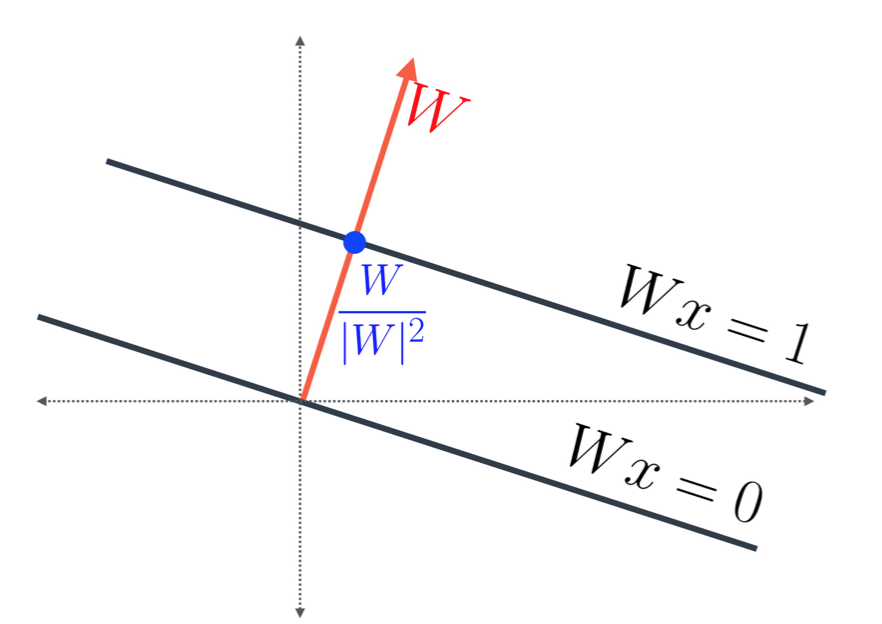 W
W
|W|²
Wx = 1
Wx = 0